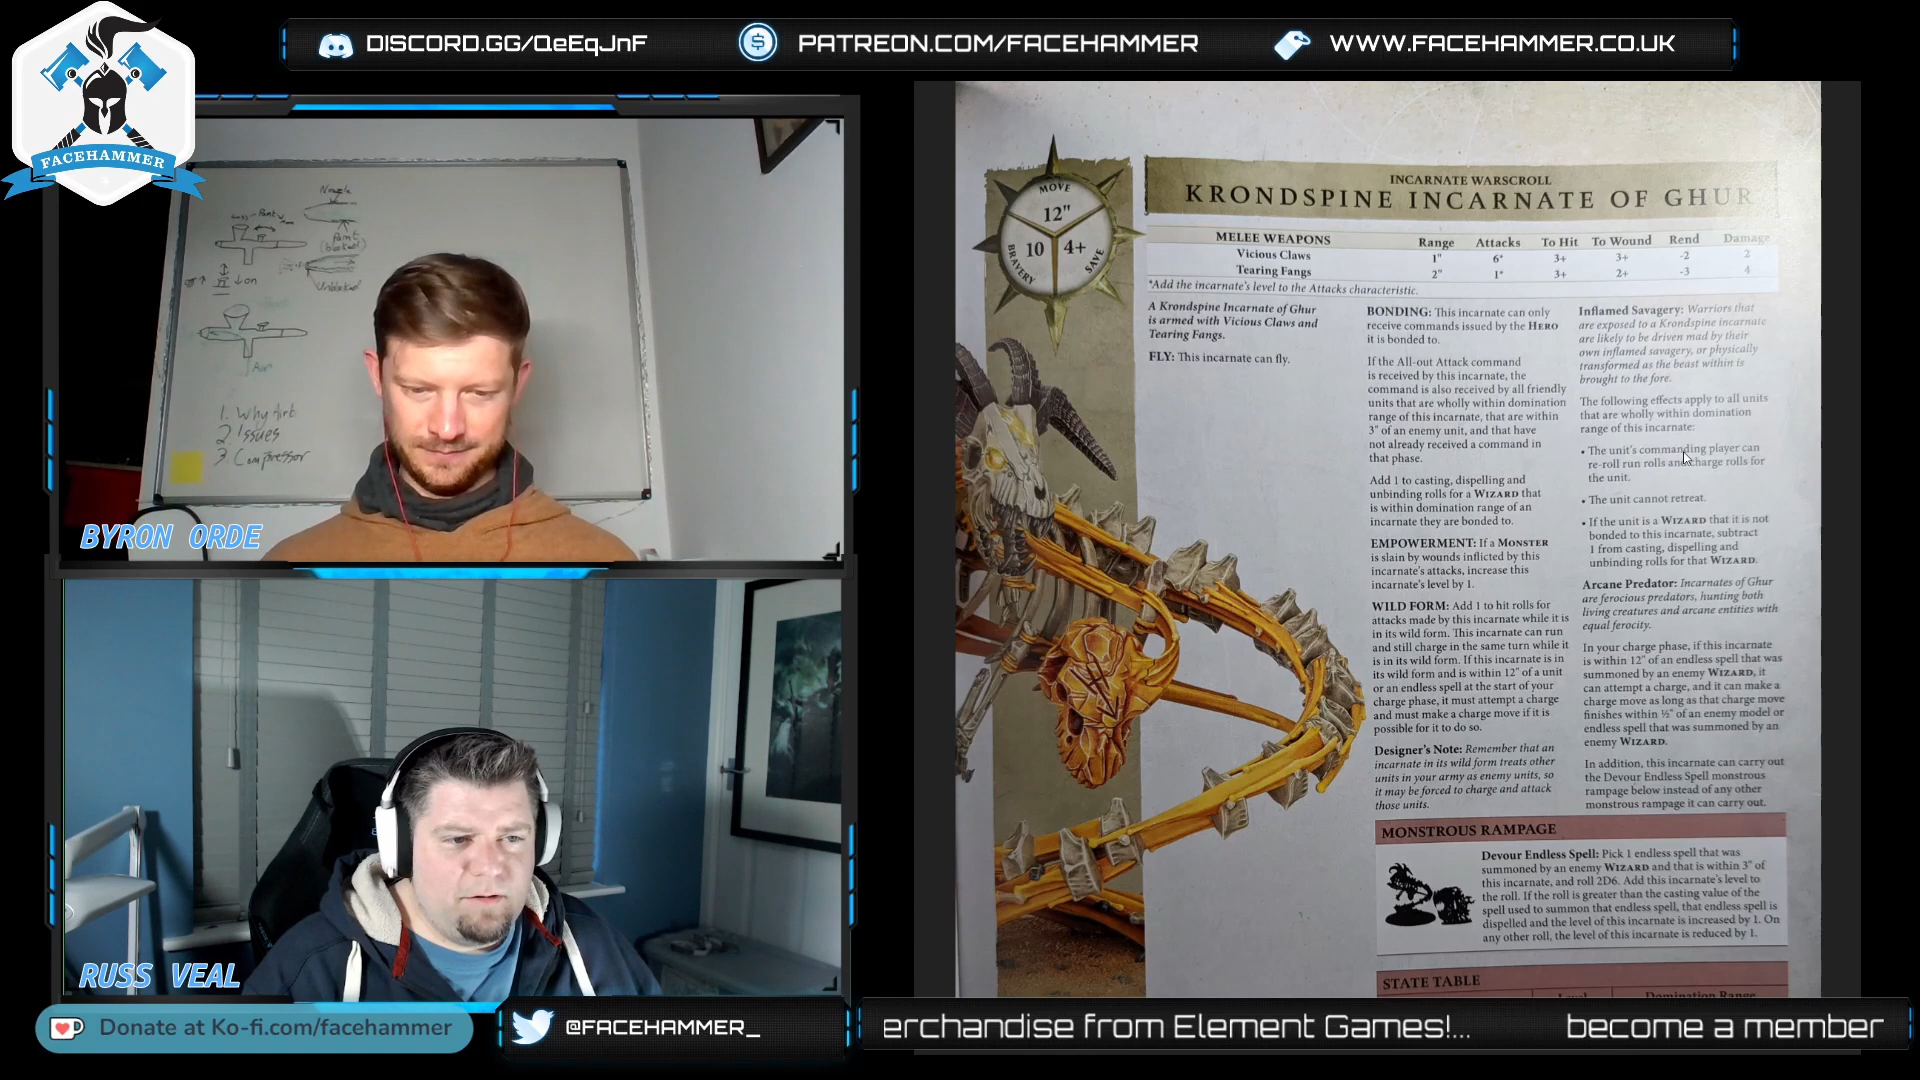 DISCORD.GG/QeEqJnF
PATREON.COM/FACEHAMMER
WWW.FACEHAMMER.CO.UK
FACEHAMMER
Nozzle
Point
on
Air
1. Why Airb
2. Issues
3. Compressor
BYRON ORDE
RUSS VEAL
MOVE
12"
10
4+
BRAVERY
SAVE
INCARNATE WARSCROLL
KRONDSPINE INCARNATE OF GHUR
MELEE WEAPONS Range Attacks To Hit To Wound Rend Damage
Vicious Claws 1" 6* 3+ 3+ -2 2
Tearing Fangs 2" 1* 3+ 2+ -3 4
*Add the incarnate's level to the Attacks characteristic.
A Krondspine Incarnate of Ghur
is armed with Vicious Claws and
Tearing Fangs.
FLY: This incarnate can fly.
BONDING: This incarnate can only
receive commands issued by the HERO
it is bonded to.
If the All-out Attack command
is received by this incarnate, the
command is also received by all friendly
units that are wholly within domination
range of this incarnate, that are within
3" of an enemy unit, and that have
not already received a command in
that phase.
Add 1 to casting, dispelling and
unbinding rolls for a WIZARD that
is within domination range of an
incarnate they are bonded to.
EMPOWERMENT: If a MONSTER
is slain by wounds inflicted by this
incarnate's attacks, increase this
incarnate's level by 1.
WILD FORM: Add 1 to hit rolls for
attacks made by this incarnate while it is
in its wild form. This incarnate can run
and still charge in the same turn while it
is in its wild form. If this incarnate is in
its wild form and is within 12" of a unit
or an endless spell at the start of your
charge phase, it must attempt a charge
and must make a charge move if it is
possible for it to do so.
Designer's Note: Remember that an
incarnate in its wild form treats other
units in your army as enemy units, so
it may be forced to charge and attack
those units.
Inflamed Savagery: Warriors that
are exposed to a Krondspine incarnate
are likely to be driven mad by their
own inflamed savagery, or physically
transformed as the beast within is
brought to the fore.
The following effects apply to all units
that are wholly within domination
range of this incarnate:
• The unit's commanding player can
re-roll run rolls and charge rolls for
the unit.
• The unit cannot retreat.
• If the unit is a WIZARD that it is not
bonded to this incarnate, subtract
1 from casting, dispelling and
unbinding rolls for that WIZARD.
Arcane Predator: Incarnates of Ghur
are ferocious predators, hunting both
living creatures and arcane entities with
equal ferocity.
In your charge phase, if this incarnate
is within 12" of an endless spell that was
summoned by an enemy WIZARD, it
can attempt a charge, and it can make a
charge move as long as that charge move
finishes within ½" of an enemy model or
endless spell that was summoned by an
enemy WIZARD.
In addition, this incarnate can carry out
the Devour Endless Spell monstrous
rampage below instead of any other
monstrous rampage it can carry out.
MONSTROUS RAMPAGE
Devour Endless Spell: Pick 1 endless spell that was
summoned by an enemy WIZARD and that is within 3" of
this incarnate, and roll 2D6. Add this incarnate's level to
the roll. If the roll is greater than the casting value of the
spell used to summon that endless spell, that endless spell is
dispelled and the level of this incarnate is increased by 1. On
any other roll, the level of this incarnate is reduced by 1.
STATE TABLE
Level Domination Range
Donate at Ko-fi.com/facehammer
@FACEHAMMER_
erchandise from Element Games!...
become a member